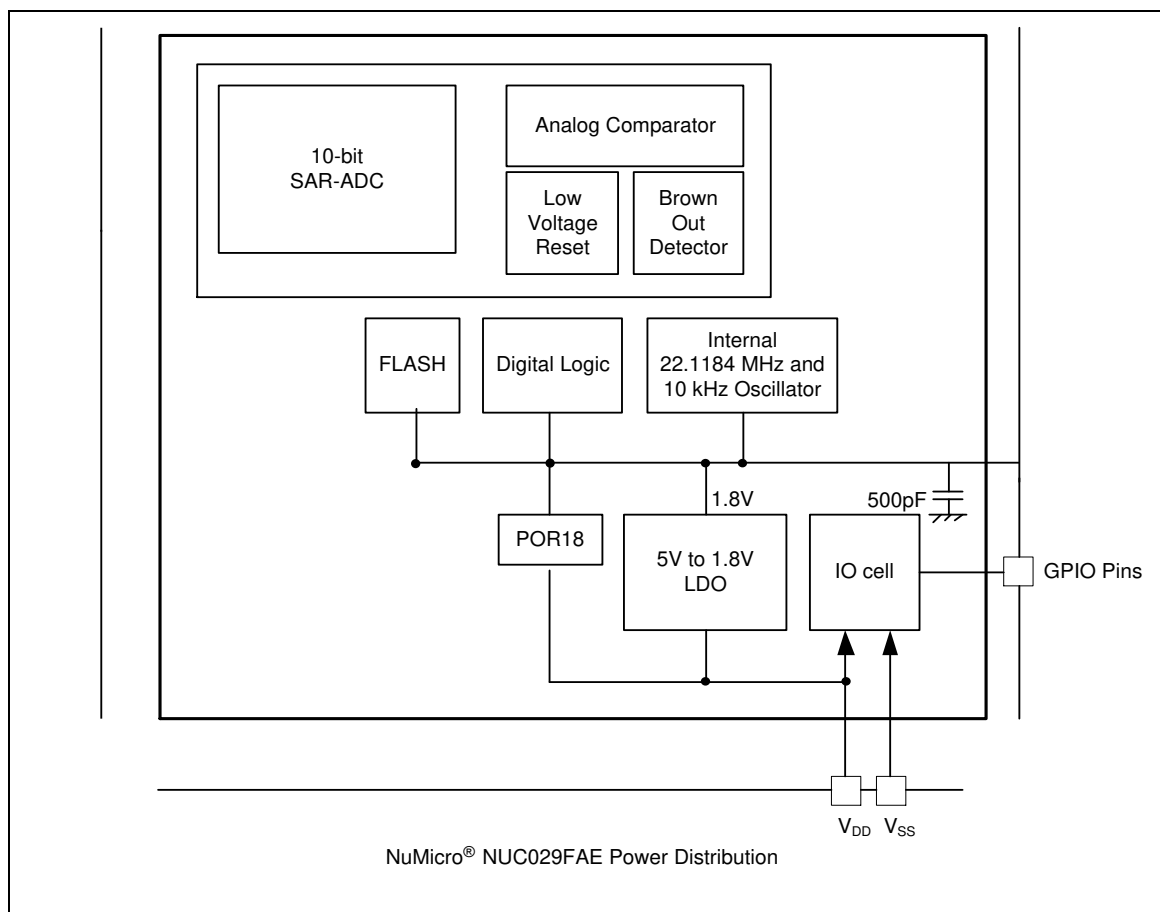 10-bit
SAR-ADC
Analog Comparator
Low
Voltage
Reset
Brown
Out
Detector
FLASH
Digital Logic
Internal
22.1184 MHz and
10 kHz Oscillator
1.8V
500pF
POR18
5V to 1.8V
LDO
IO cell
GPIO Pins
VDD VSS
NuMicro® NUC029FAE Power Distribution